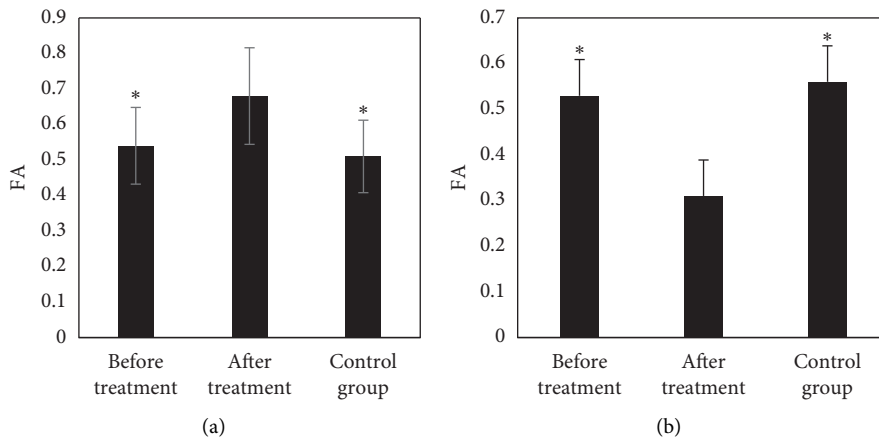 0.9
0.8
0.7
0.6
0.5
0.4
0.3
0.2
0.1
0
FA
*
*
Before
treatment
After
treatment
Control
group
(a)
0.7
0.6
0.5
0.4
0.3
0.2
0.1
0
FA
*
*
Before
treatment
After
treatment
Control
group
(b)